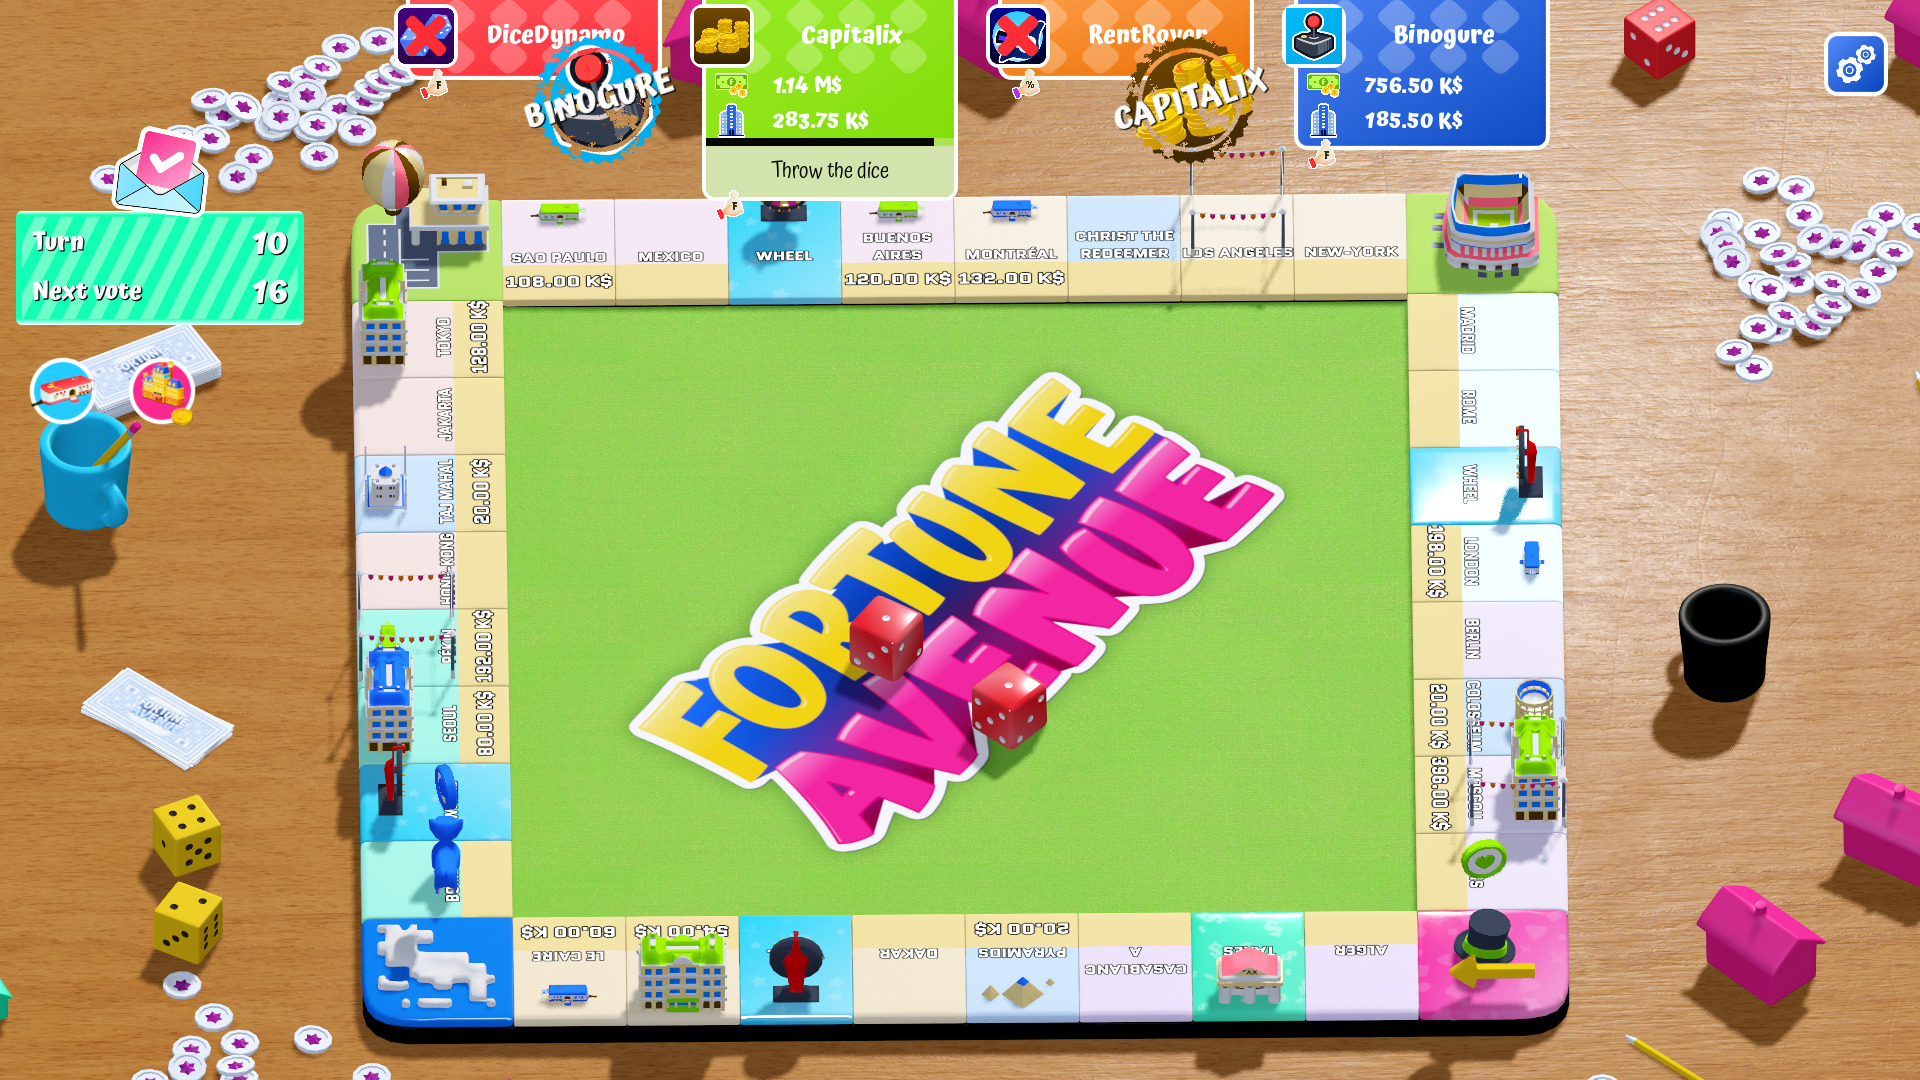 DiceDynamo
Capitalix
RentRover
Binogure
BINOGURE
1.14 M$
283.75 K$
Throw the dice
CAPITALIX
756.50 K$
185.50 K$
Turn 10
Next vote 16
SAO PAULO
108.00 K$
MEXICO
WHEEL
BUENOS
AIRES
120.00 K$
MONTRÉAL
132.00 K$
CHRIST THE
REDEEMER
LOS ANGELES
NEW-YORK
TOKYO
128.00 K$
JAKARTA
TAJ MAHAL
20.00 K$
HONG-KONG
PÉKIN
192.00 K$
SEOUL
80.00 K$
MADRID
ROME
WHEEL
LONDON
198.00 K$
BERLIN
COLOSSEUM
20.00 K$
MOSCOU
396.00 K$
FORTUNE
AVENUE
FORTUNE
AVENUE
LE CAIRE
60.00 K$
54.00 K$
DAKAR
PYRAMIDS
20.00 K$
CASABLANC
A
TAXES
ALGER